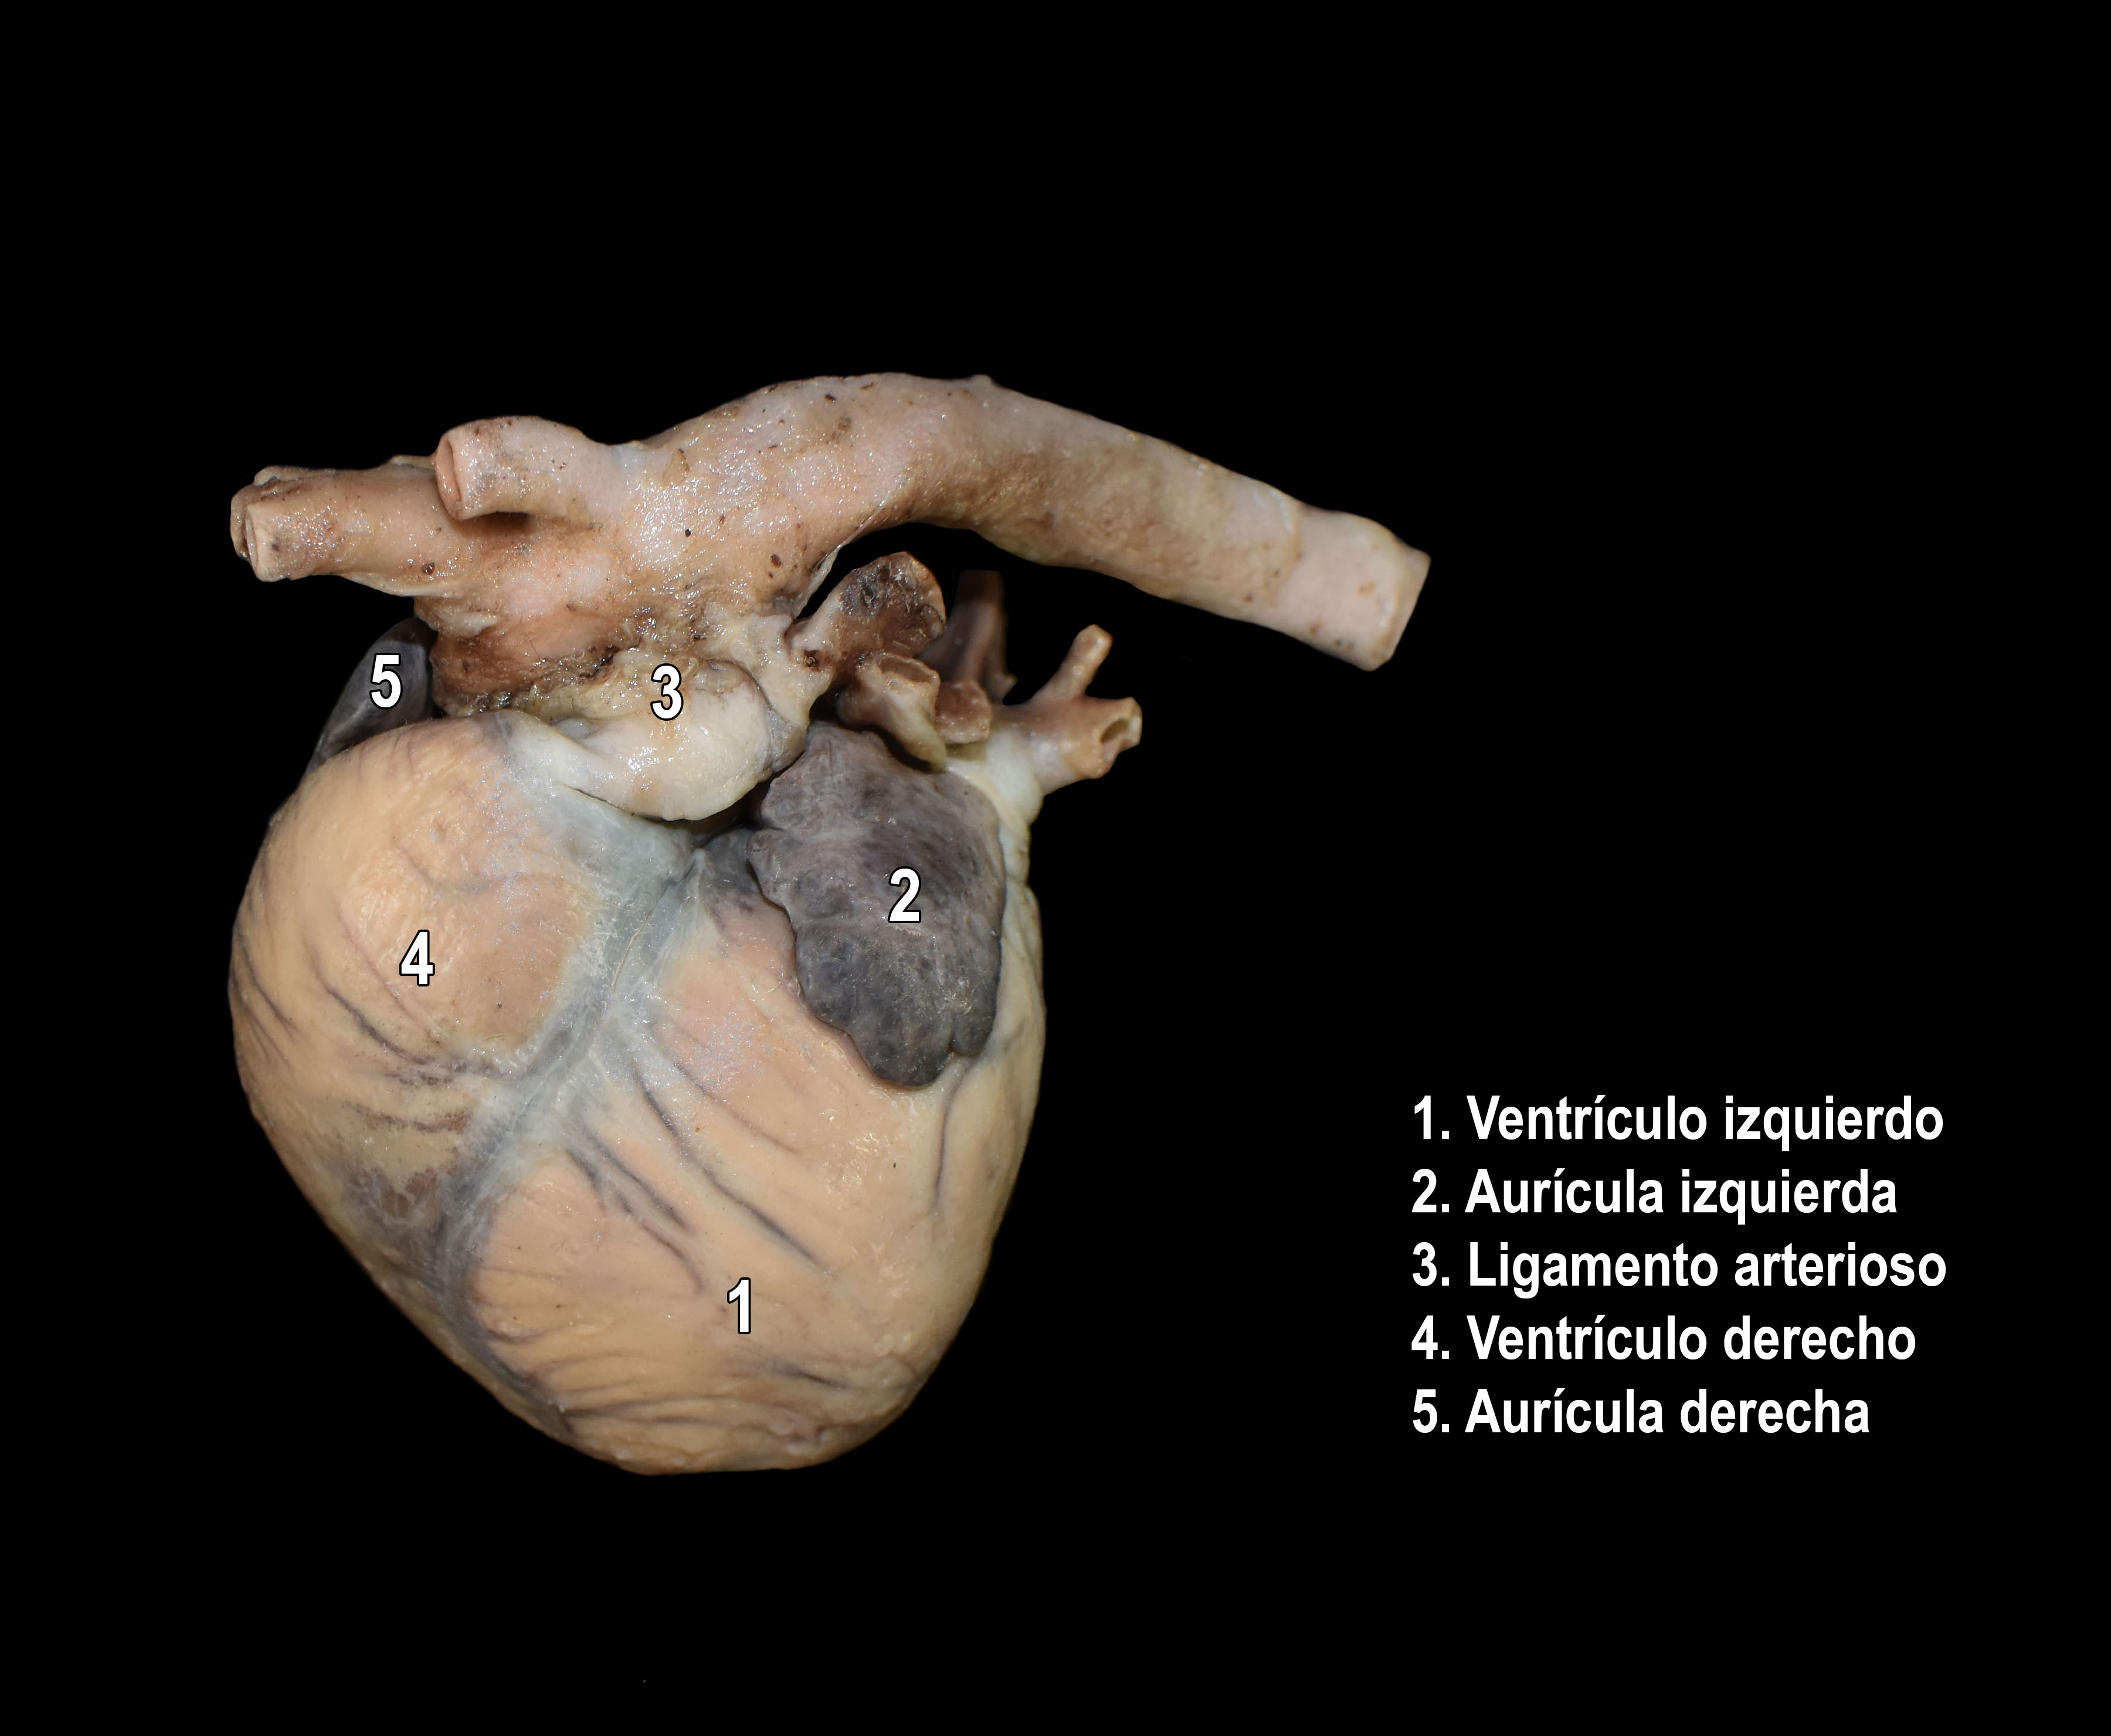 5
3
2
4
1
1. Ventrículo izquierdo
2. Aurícula izquierda
3. Ligamento arterioso
4. Ventrículo derecho
5. Aurícula derecha